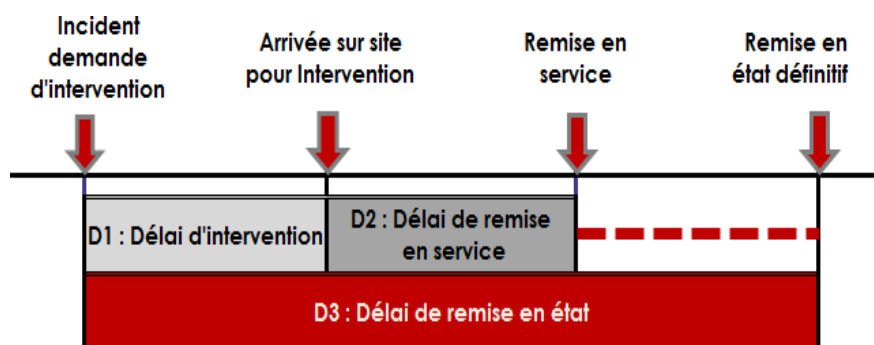 Incident
demande
d'intervention
Arrivée sur site
pour Intervention
Remise en
service
Remise en
état définitif
D1 : Délai d'intervention
D2 : Délai de remise
en service
D3 : Délai de remise en état